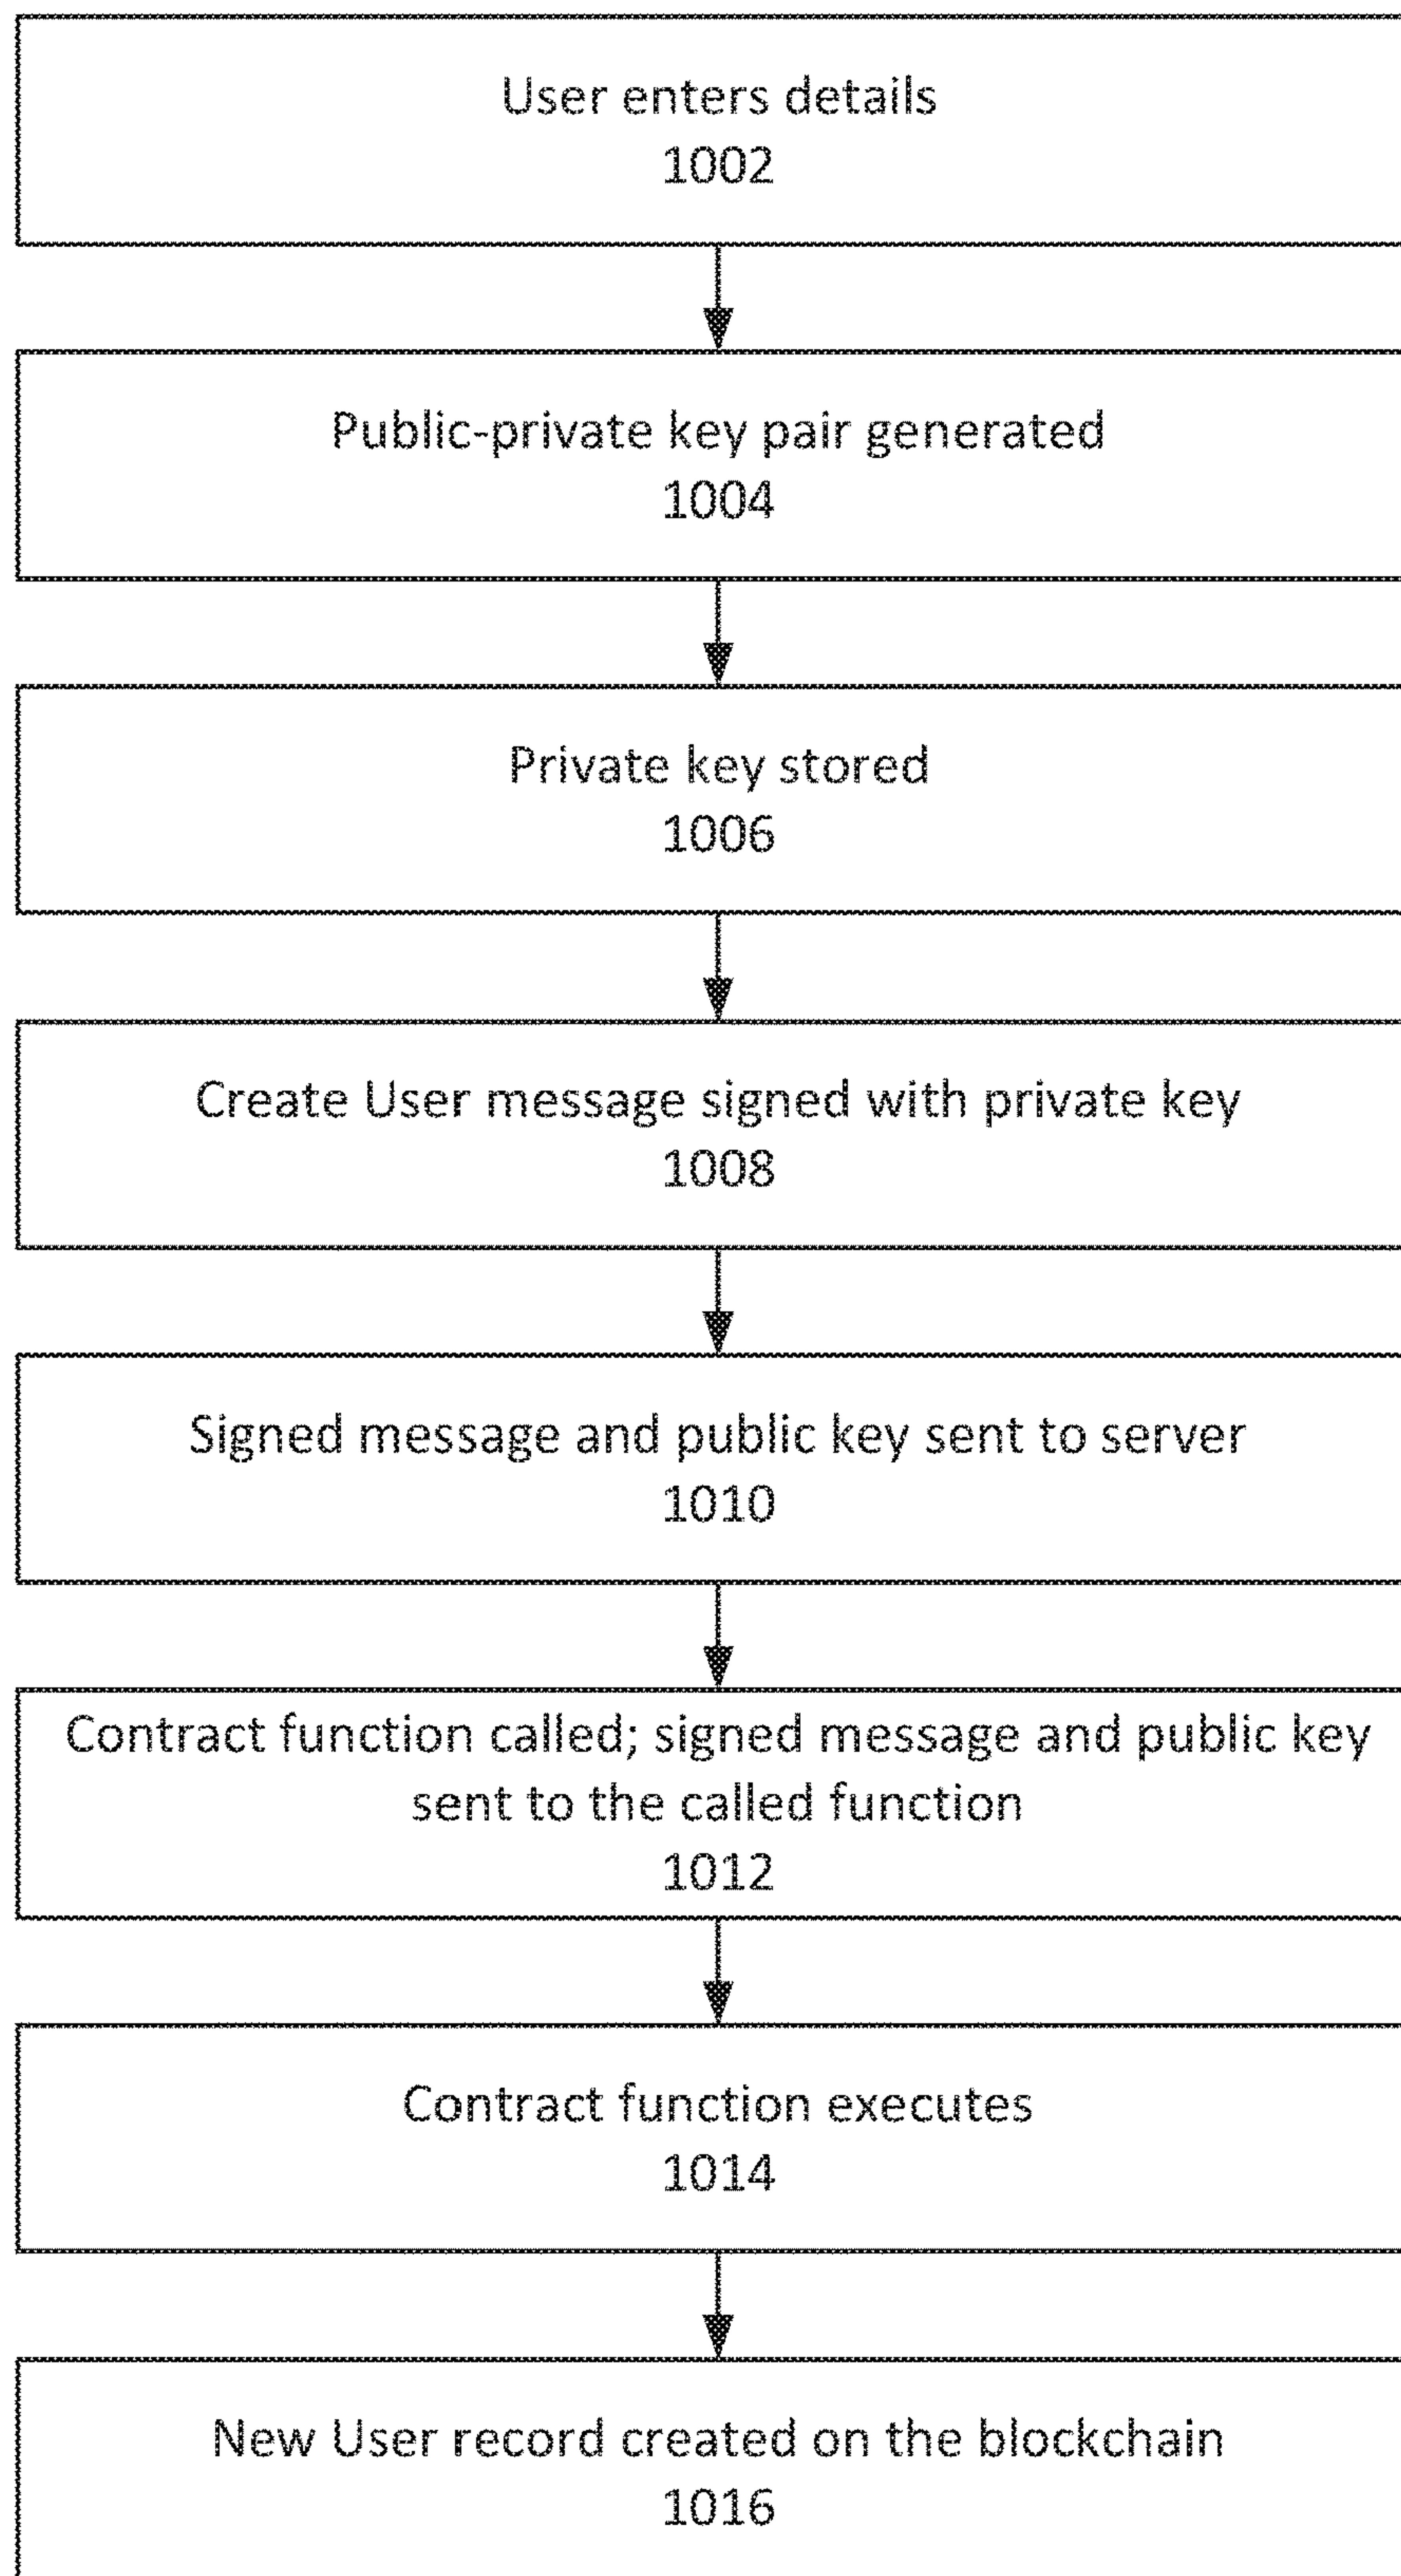 User enters details
1002
Public-private key pair generated
1004
Private key stored
1006
Create User message signed with private key
1008
Signed message and public key sent to server
1010
Contract function called; signed message and public key
sent to the called function
1012
Contract function executes
1014
New User record created on the blockchain
1016